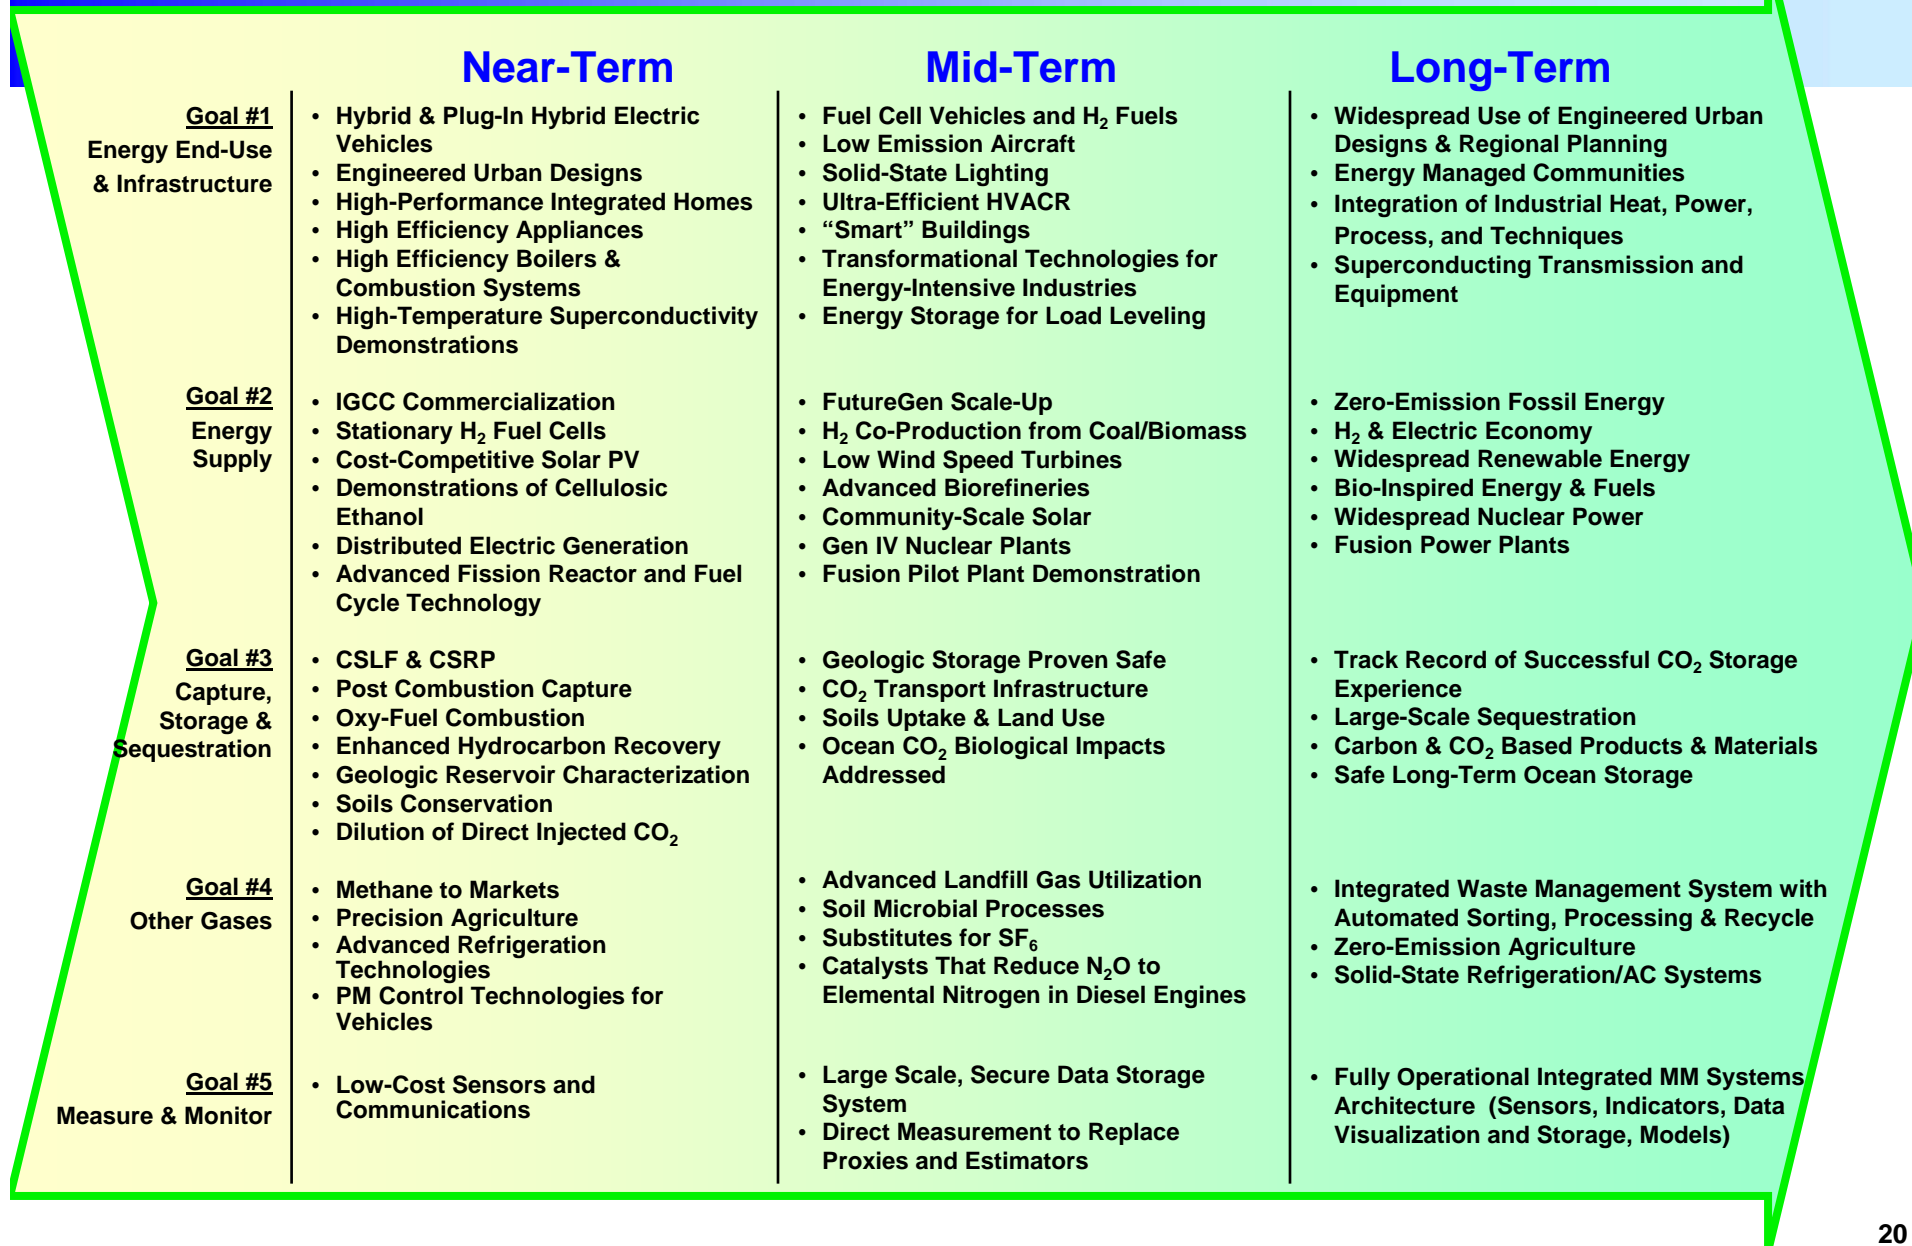 Near-Term
Mid-Term
Long-Term
Goal #1
Energy End-Use
& Infrastructure
• Hybrid & Plug-In Hybrid Electric
Vehicles
• Engineered Urban Designs
• High-Performance Integrated Homes
• High Efficiency Appliances
• High Efficiency Boilers &
Combustion Systems
• High-Temperature Superconductivity
Demonstrations
• Fuel Cell Vehicles and H₂ Fuels
• Low Emission Aircraft
• Solid-State Lighting
• Ultra-Efficient HVACR
• “Smart” Buildings
• Transformational Technologies for
Energy-Intensive Industries
• Energy Storage for Load Leveling
• Widespread Use of Engineered Urban
Designs & Regional Planning
• Energy Managed Communities
• Integration of Industrial Heat, Power,
Process, and Techniques
• Superconducting Transmission and
Equipment
Goal #2
Energy
Supply
• IGCC Commercialization
• Stationary H₂ Fuel Cells
• Cost-Competitive Solar PV
• Demonstrations of Cellulosic
Ethanol
• Distributed Electric Generation
• Advanced Fission Reactor and Fuel
Cycle Technology
• FutureGen Scale-Up
• H₂ Co-Production from Coal/Biomass
• Low Wind Speed Turbines
• Advanced Biorefineries
• Community-Scale Solar
• Gen IV Nuclear Plants
• Fusion Pilot Plant Demonstration
• Zero-Emission Fossil Energy
• H₂ & Electric Economy
• Widespread Renewable Energy
• Bio-Inspired Energy & Fuels
• Widespread Nuclear Power
• Fusion Power Plants
Goal #3
Capture,
Storage &
Sequestration
• CSLF & CSRP
• Post Combustion Capture
• Oxy-Fuel Combustion
• Enhanced Hydrocarbon Recovery
• Geologic Reservoir Characterization
• Soils Conservation
• Dilution of Direct Injected CO₂
• Geologic Storage Proven Safe
• CO₂ Transport Infrastructure
• Soils Uptake & Land Use
• Ocean CO₂ Biological Impacts
Addressed
• Track Record of Successful CO₂ Storage
Experience
• Large-Scale Sequestration
• Carbon & CO₂ Based Products & Materials
• Safe Long-Term Ocean Storage
Goal #4
Other Gases
• Methane to Markets
• Precision Agriculture
• Advanced Refrigeration
Technologies
• PM Control Technologies for
Vehicles
• Advanced Landfill Gas Utilization
• Soil Microbial Processes
• Substitutes for SF₆
• Catalysts That Reduce N₂O to
Elemental Nitrogen in Diesel Engines
• Integrated Waste Management System with
Automated Sorting, Processing & Recycle
• Zero-Emission Agriculture
• Solid-State Refrigeration/AC Systems
Goal #5
Measure & Monitor
• Low-Cost Sensors and
Communications
• Large Scale, Secure Data Storage
System
• Direct Measurement to Replace
Proxies and Estimators
• Fully Operational Integrated MM Systems
Architecture (Sensors, Indicators, Data
Visualization and Storage, Models)
20